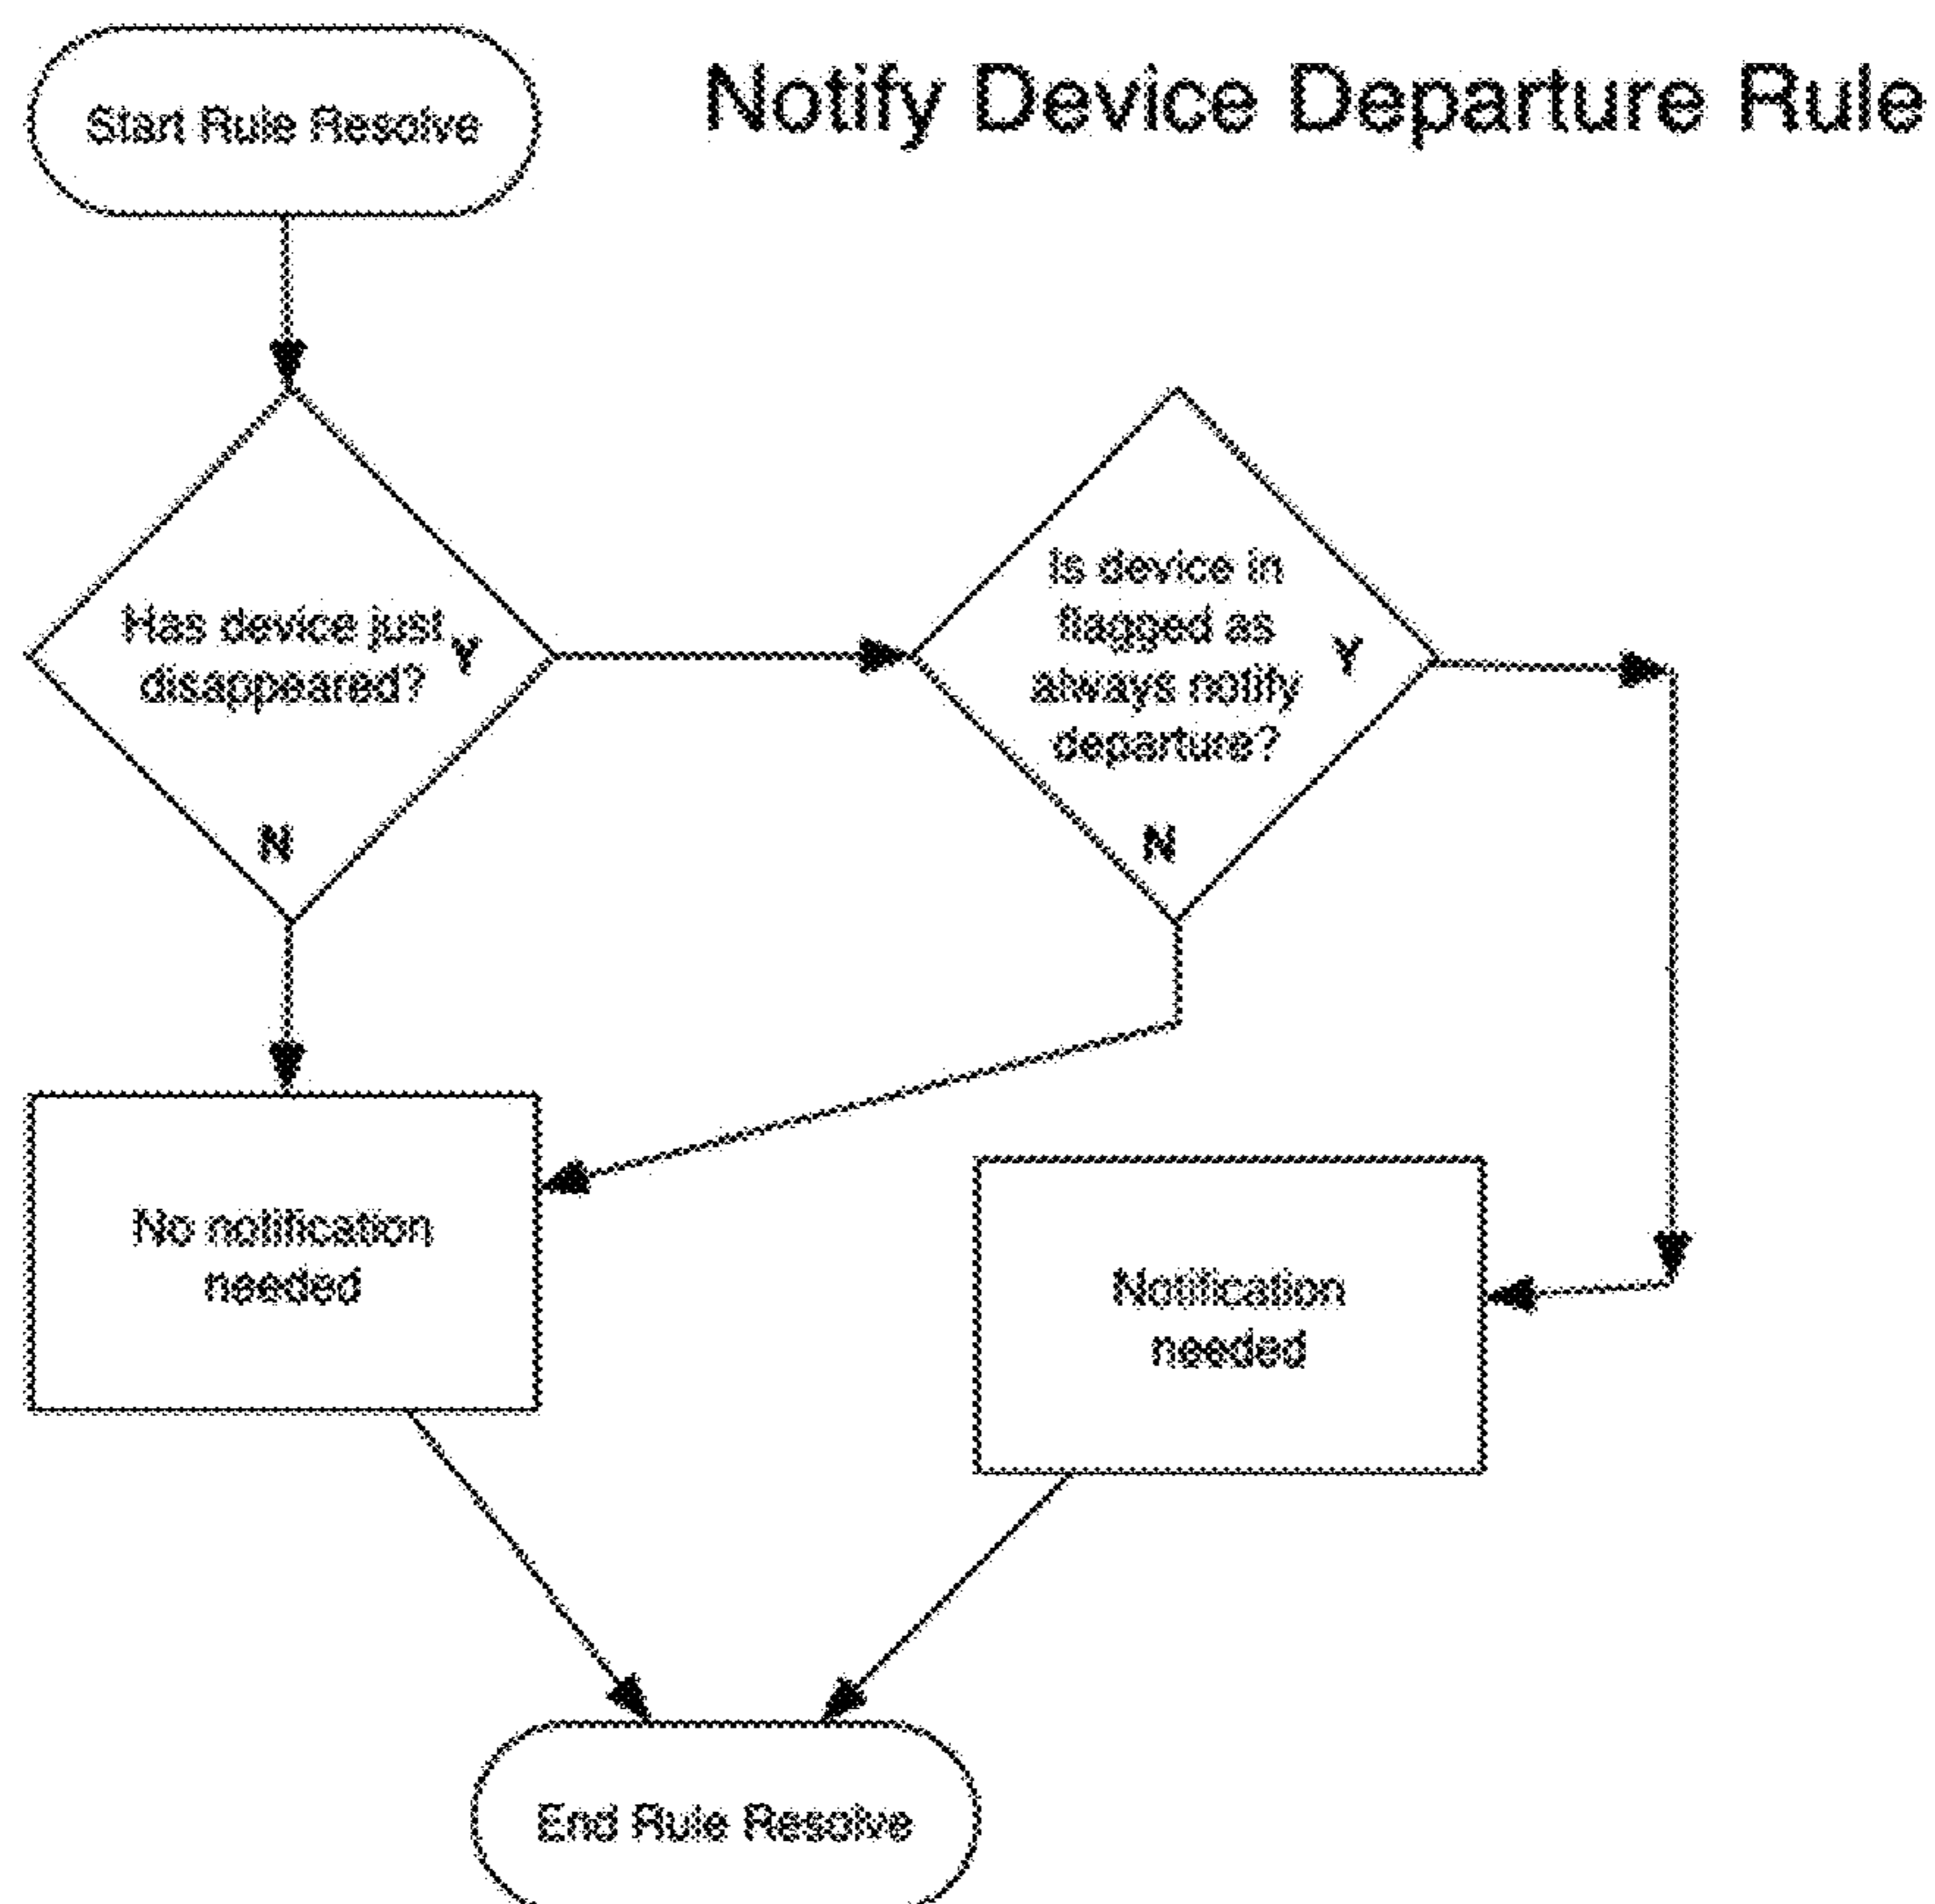 Start Rule Resolve
Notify Device Departure Rule
Has device just
disappeared?
Y
N
Is device in
flagged as
always notify
departure?
Y
N
No notification
needed
Notification
needed
End Rule Resolve